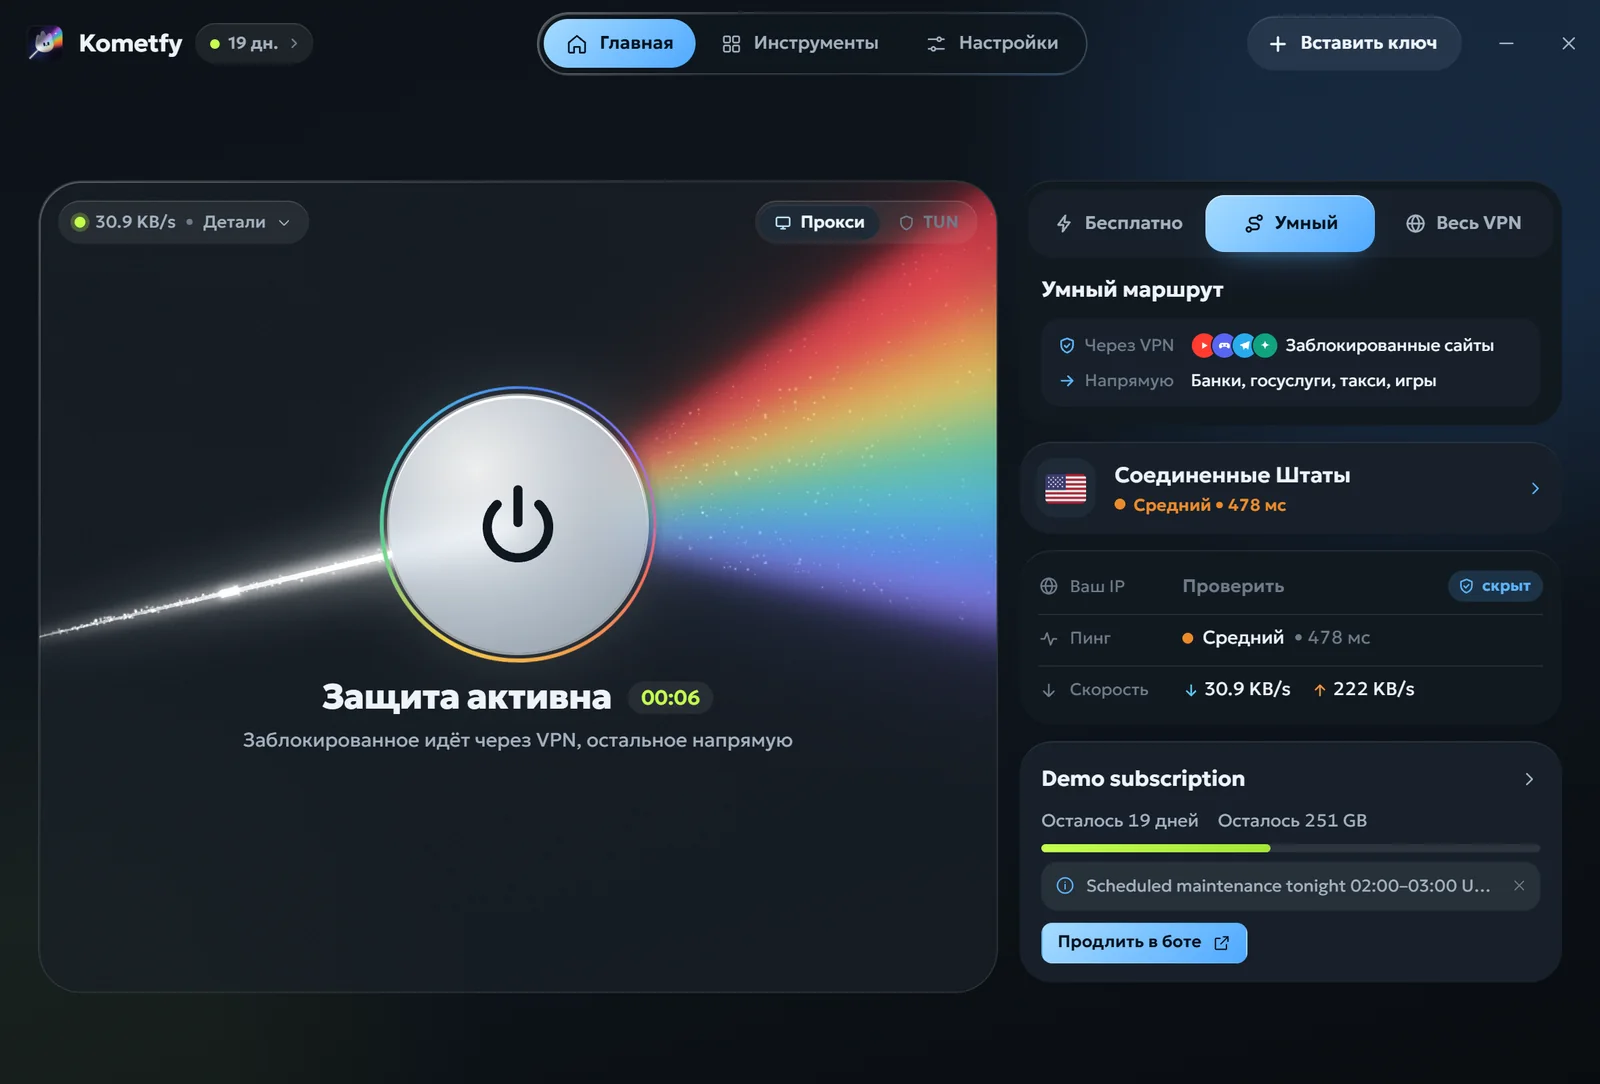 Kometfy
19 дн.
Главная
Инструменты
Настройки
Вставить ключ
30.9 KB/s • Детали
Прокси
TUN
Защита активна
00:06
Заблокированное идёт через VPN, остальное напрямую
Бесплатно
Умный
Весь VPN
Умный маршрут
Через VPN Заблокированные сайты
Напрямую Банки, госуслуги, такси, игры
Соединенные Штаты
Средний • 478 мс
Ваш IP Проверить скрыт
Пинг Средний • 478 мс
Скорость ↓ 30.9 KB/s ↑ 222 KB/s
Demo subscription
Осталось 19 дней Осталось 251 GB
Scheduled maintenance tonight 02:00–03:00 U...
Продлить в боте